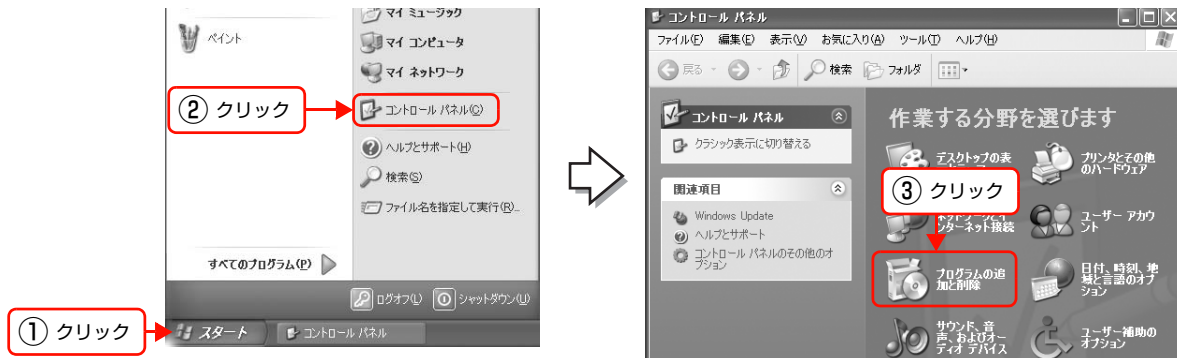 マイ ミュージック
ペイント
マイ コンピュータ
マイ ネットワーク
② クリック
コントロール パネル(C)
ヘルプとサポート(H)
検索(S)
ファイル名を指定して実行(R)...
すべてのプログラム(P)
ログオフ(L)
シャットダウン(U)
① クリック
スタート
コントロール パネル
コントロール パネル
ファイル(F) 編集(E) 表示(V) お気に入り(A) ツール(T) ヘルプ(H)
戻る
検索
フォルダ
コントロール パネル
クラシック表示に切り替える
関連項目
Windows Update
ヘルプとサポート
コントロール パネルのその他のオ
プション
作業する分野を選びます
デスクトップの表
プリンタとその他
のハードウェア
③ クリック
ンターネット接続
ユーザー アカウ
ント
プログラムの追
加と削除
日付、時刻、地
域と言語のオプ
ション
サウンド、音
声、およびオー
ディオ デバイス
ユーザー補助の
オプション